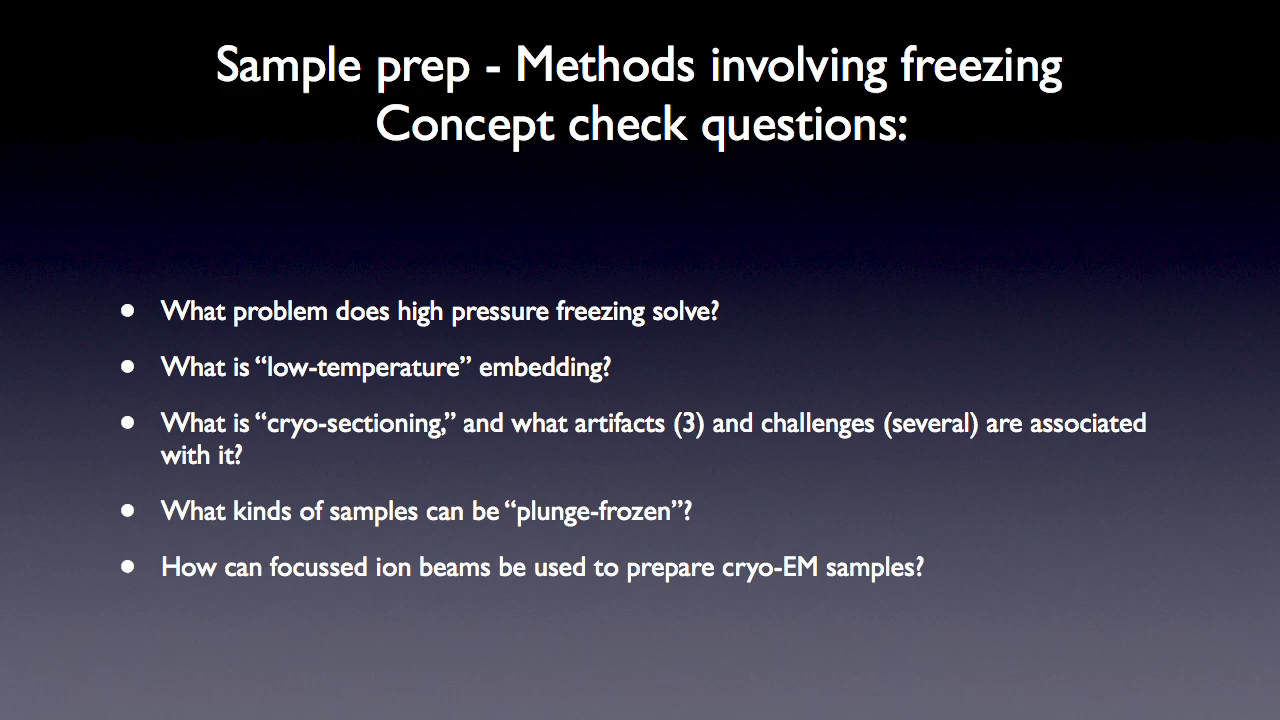 Sample prep - Methods involving freezing
Concept check questions:
• What problem does high pressure freezing solve?
• What is “low-temperature” embedding?
• What is “cryo-sectioning,” and what artifacts (3) and challenges (several) are associated
with it?
• What kinds of samples can be “plunge-frozen”?
• How can focussed ion beams be used to prepare cryo-EM samples?